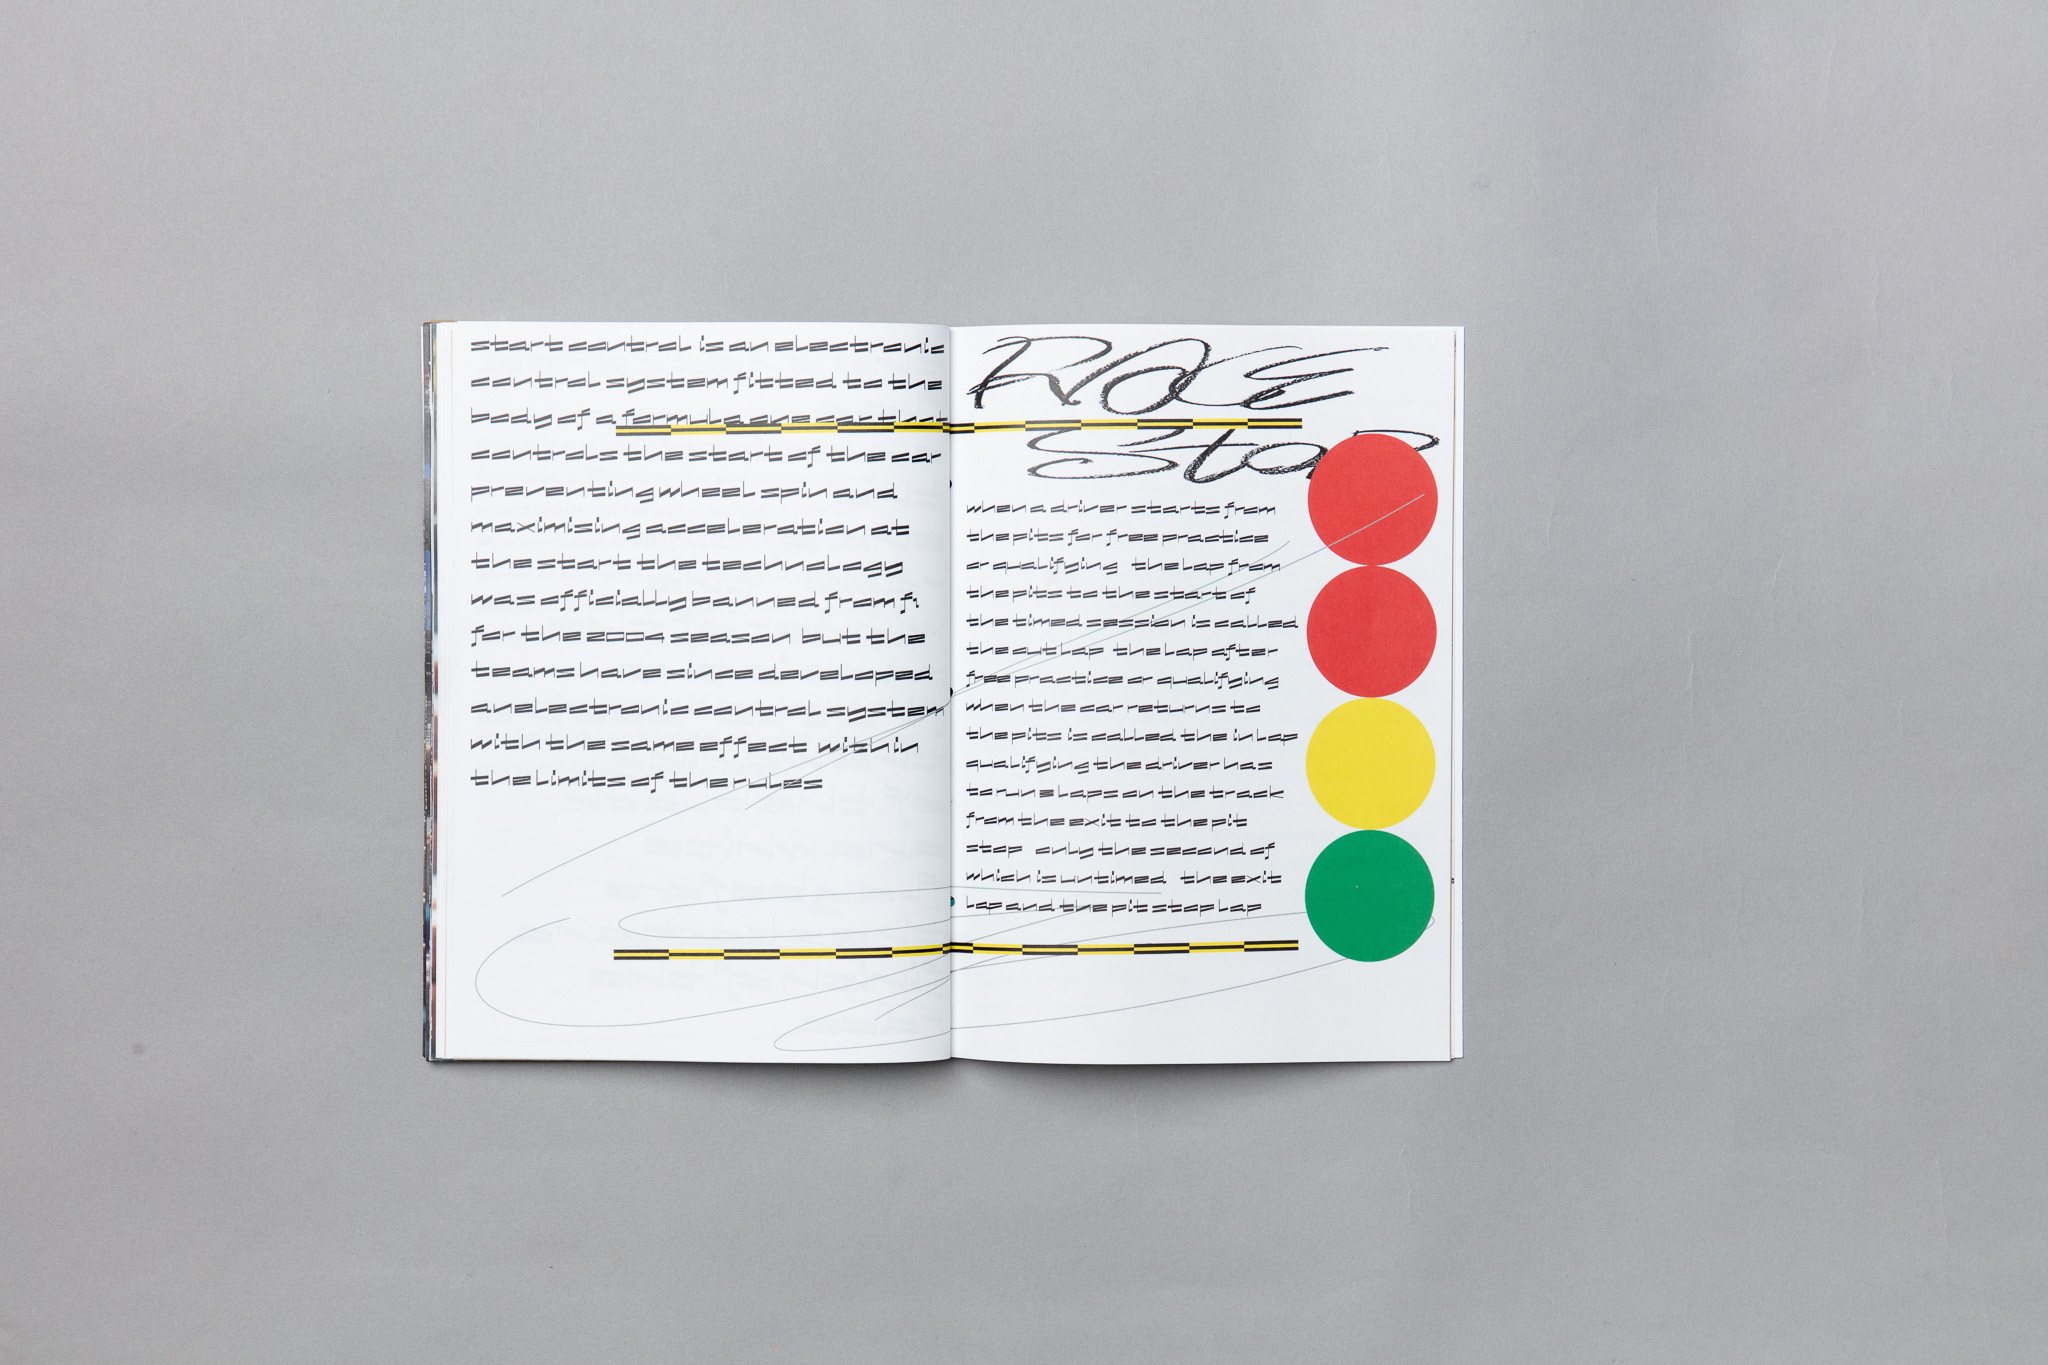 start control is an electronic
control system fitted to the
body of a formula one car that
controls the start of the car
preventing wheel spin and
maximising acceleration at
the start the technology
was officially banned from f1
for the 2004 season but the
teams have since developed
an electronic control system
with the same effect within
the limits of the rules
RACE
Stop
when a driver starts from
the pits for free practice
or qualifying the lap from
the pits to the start of
the timed session is called
the out lap the lap after
free practice or qualifying
when the car returns to
the pits is called the in lap
qualifying the driver has
to run 3 laps on the track
from the exit to the pit
stop only the second of
which is untimed the exit
lap and the pit stop lap